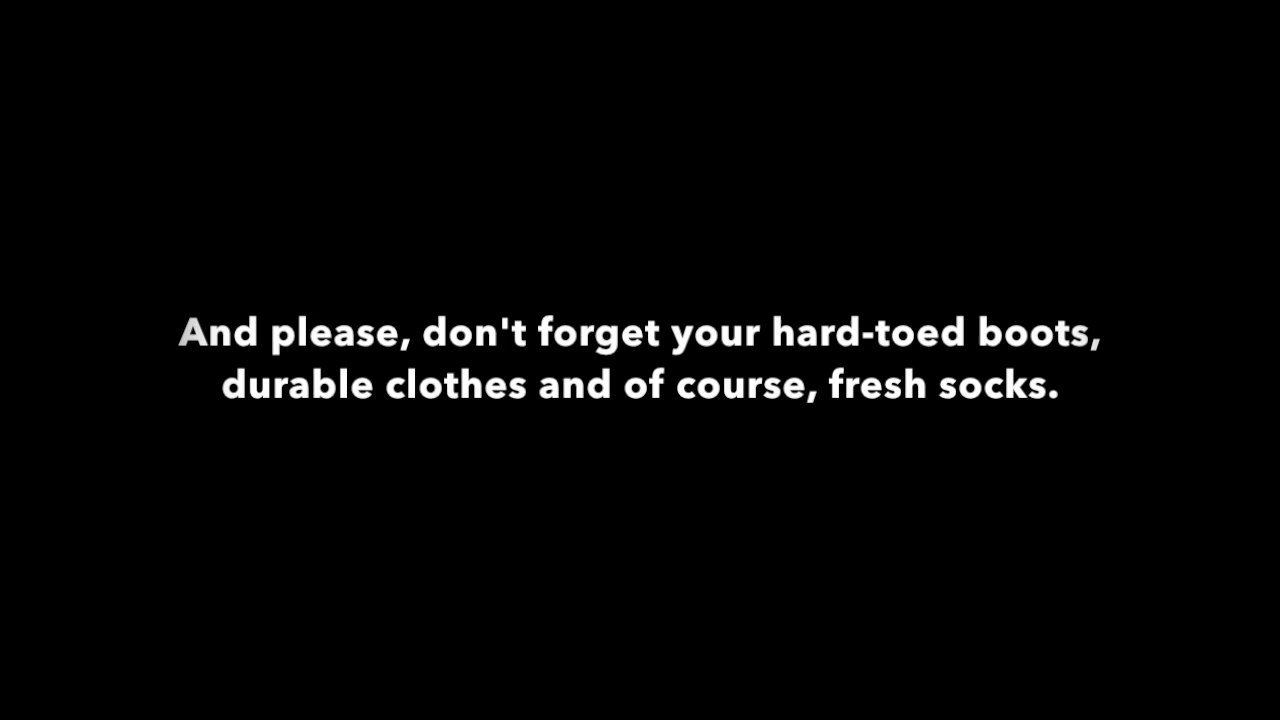 And please, don't forget your hard-toed boots,
durable clothes and of course, fresh socks.